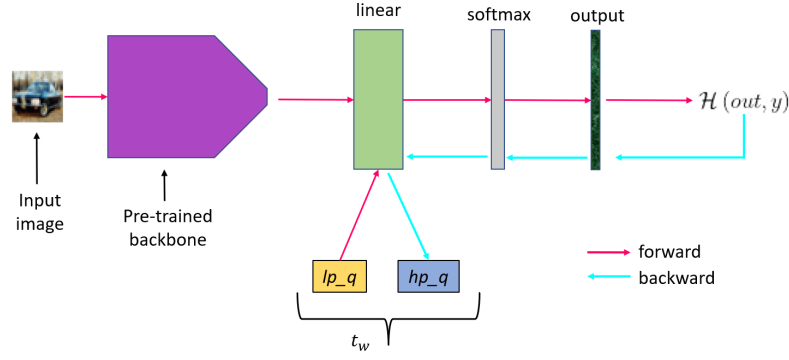 linear
softmax
output
ℋ (out, y)
Input
image
Pre-trained
backbone
lp_q
hp_q
t_w
forward
backward